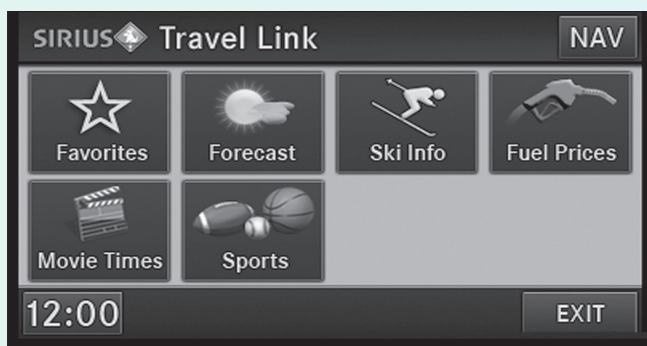 SIRIUS Travel Link NAV
Favorites Forecast Ski Info Fuel Prices
Movie Times Sports
12:00 EXIT